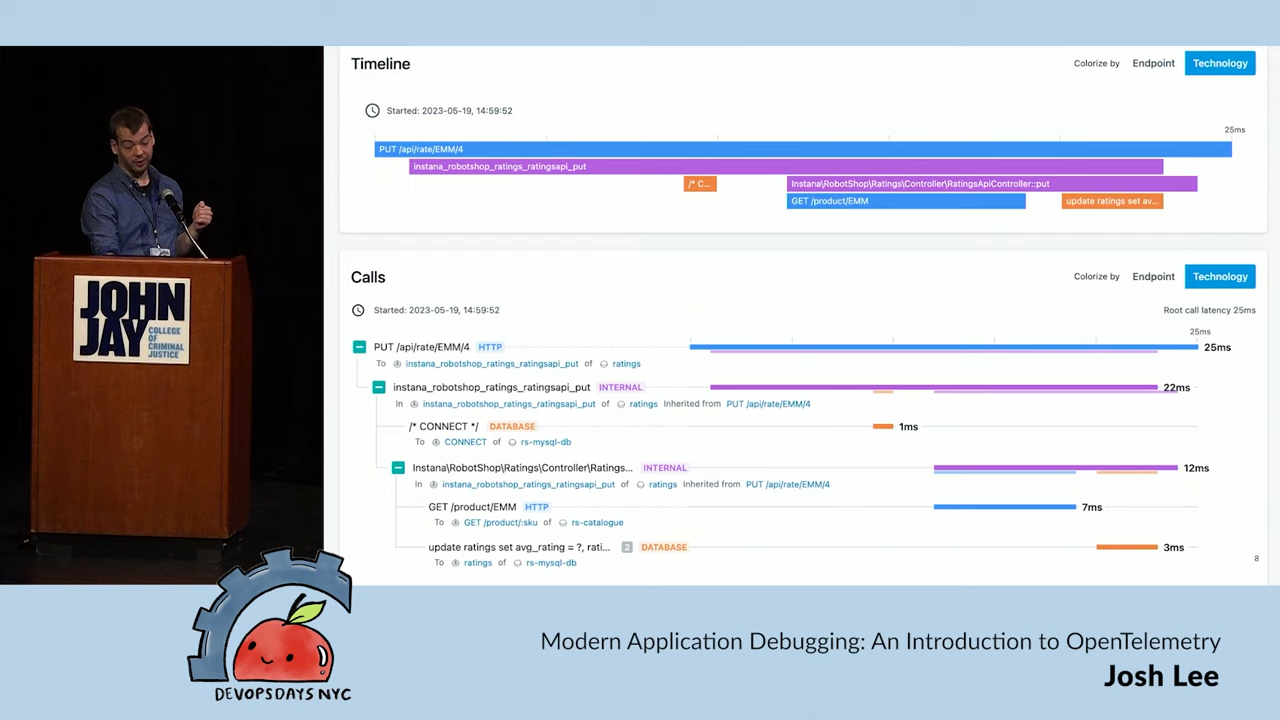 Timeline
Colorize by Endpoint Technology
Started: 2023-05-19, 14:59:52
25ms
PUT /api/rate/EMM/4
instana_robotshop_ratings_ratingsapi_put
/* C... Instana\RobotShop\Ratings\Controller\RatingsApiController::put
GET /product/EMM update ratings set av...
Calls
Colorize by Endpoint Technology
Started: 2023-05-19, 14:59:52 Root call latency 25ms
25ms
PUT /api/rate/EMM/4 HTTP 25ms
To instana_robotshop_ratings_ratingsapi_put of ratings
instana_robotshop_ratings_ratingsapi_put INTERNAL 22ms
In instana_robotshop_ratings_ratingsapi_put of ratings Inherited from PUT /api/rate/EMM/4
/* CONNECT */ DATABASE 1ms
To CONNECT of rs-mysql-db
Instana\RobotShop\Ratings\Controller\Ratings... INTERNAL 12ms
In instana_robotshop_ratings_ratingsapi_put of ratings Inherited from PUT /api/rate/EMM/4
GET /product/EMM HTTP 7ms
To GET /product/:sku of rs-catalogue
update ratings set avg_rating = ?, rati... 2 DATABASE 3ms
To ratings of rs-mysql-db
8
JOHN
JAY
COLLEGE
OF
CRIMINAL
JUSTICE
DEVOPSDAYS NYC
Modern Application Debugging: An Introduction to OpenTelemetry
Josh Lee